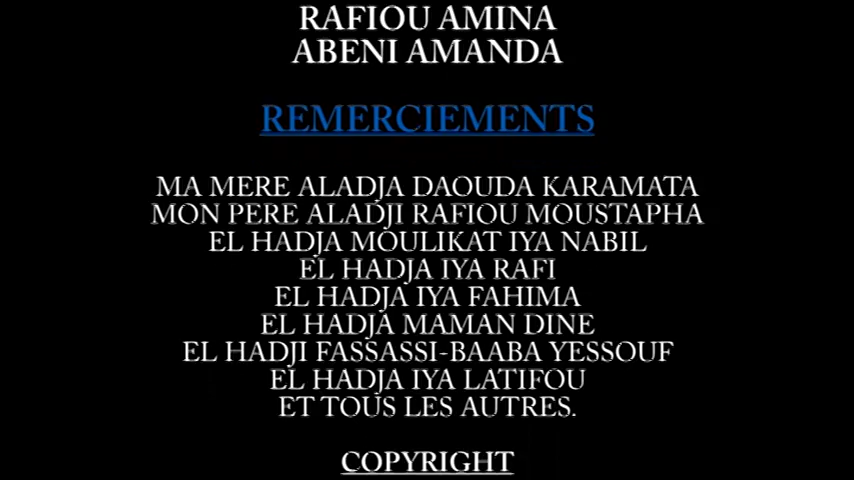 RAFIOU AMINA
ABENI AMANDA
REMERCIEMENTS
MA MERE ALADJA DAOUDA KARAMATA
MON PERE ALADJI RAFIOU MOUSTAPHA
EL HADJA MOULIKAT IYA NABIL
EL HADJA IYA RAFI
EL HADJA IYA FAHIMA
EL HADJA MAMAN DINE
EL HADJI FASSASSI-BAABA YESSOUF
EL HADJA IYA LATIFOU
ET TOUS LES AUTRES.
COPYRIGHT